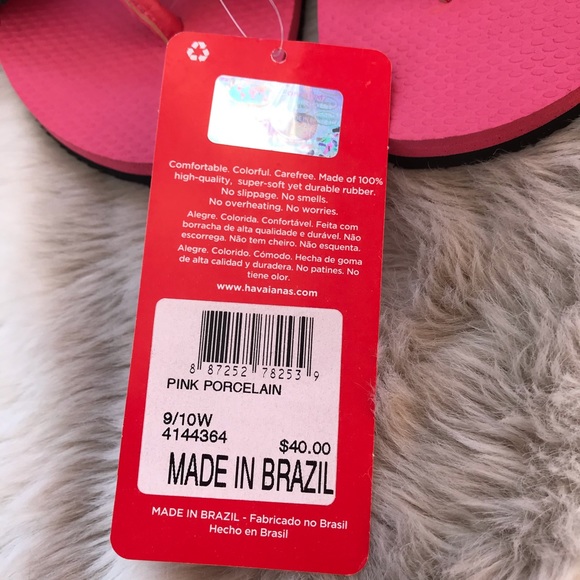 Comfortable. Colorful. Carefree. Made of 100%
high-quality, super-soft yet durable rubber.
No slippage. No smells.
No overheating. No worries.
Alegre. Colorida. Confortável. Feita com
borracha de alta qualidade e durável. Não
escorrega. Não tem cheiro. Não esquenta.
Alegre. Colorido. Cómodo. Hecha de goma
de alta calidad y duradera. No patines. No
tiene olor.
www.havaianas.com
8 87252 78253 9
PINK PORCELAIN
9/10W
4144364
$40.00
MADE IN BRAZIL
MADE IN BRAZIL - Fabricado no Brasil
Hecho en Brasil